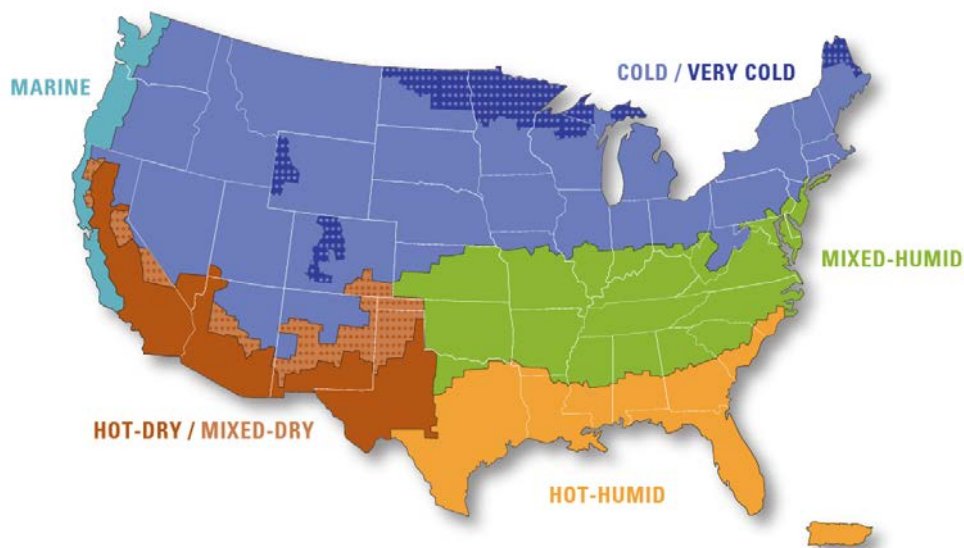 COLD / VERY COLD
MARINE
MIXED-HUMID
HOT-DRY / MIXED-DRY
HOT-HUMID